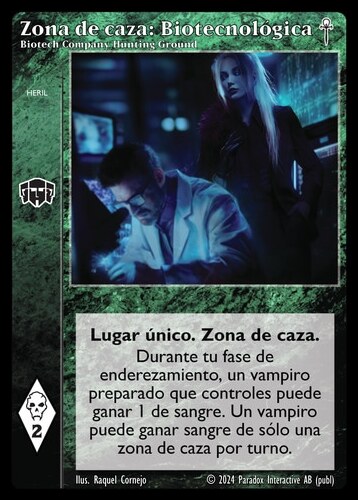 Zona de caza: Biotecnológica
Biotech Company Hunting Ground
HERIL
Lugar único. Zona de caza.
Durante tu fase de
enderezamiento, un vampiro
preparado que controles puede
ganar 1 de sangre. Un vampiro
puede ganar sangre de sólo una
zona de caza por turno.
2
Ilus. Raquel Cornejo © 2024 Paradox Interactive AB (publ)